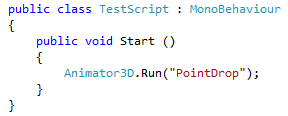 public class TestScript : MonoBehaviour
{
    public void Start ()
    {
        Animator3D.Run("PointDrop");
    }
}